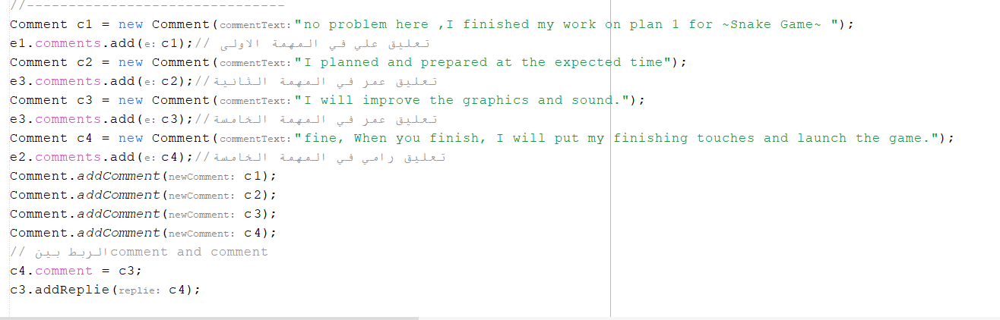 //-------------------------------
Comment c1 = new Comment(commentText: "no problem here ,I finished my work on plan 1 for ~Snake Game~ ");
e1.comments.add(e: c1);// تعليق علي في المهمة الاولى
Comment c2 = new Comment(commentText: "I planned and prepared at the expected time");
e3.comments.add(e: c2);//تعليق عمر في المهمة الثانية
Comment c3 = new Comment(commentText: "I will improve the graphics and sound.");
e3.comments.add(e: c3);//تعليق عمر في المهمة الخامسة
Comment c4 = new Comment(commentText: "fine, When you finish, I will put my finishing touches and launch the game.");
e2.comments.add(e: c4);//تعليق رامي في المهمة الخامسة
Comment.addComment(newComment: c1);
Comment.addComment(newComment: c2);
Comment.addComment(newComment: c3);
Comment.addComment(newComment: c4);
// الربط بينcomment and comment
c4.comment = c3;
c3.addReplie(replie: c4);